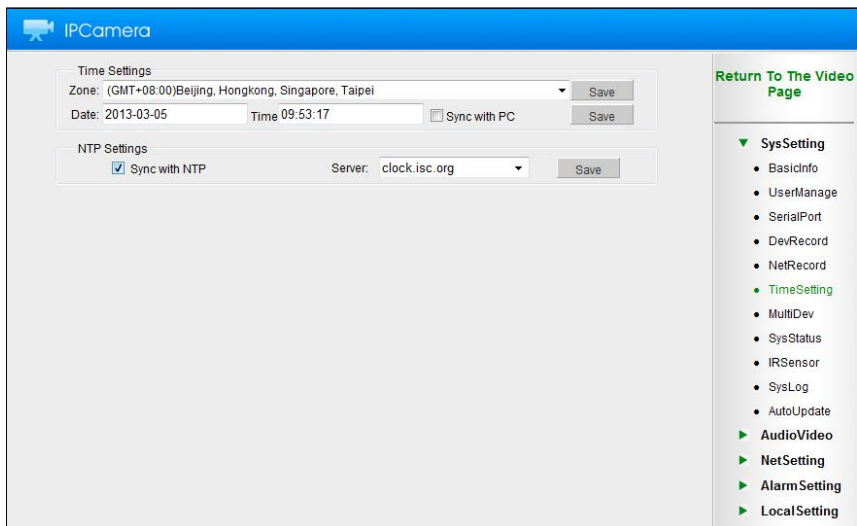 IPCamera
Time Settings
Zone: (GMT+08:00)Beijing, Hongkong, Singapore, Taipei Save
Date: 2013-03-05 Time 09:53:17 Sync with PC Save
NTP Settings
Sync with NTP Server: clock.isc.org Save
Return To The Video
Page
SysSetting
BasicInfo
UserManage
SerialPort
DevRecord
NetRecord
TimeSetting
MultiDev
SysStatus
IRSensor
SysLog
AutoUpdate
AudioVideo
NetSetting
AlarmSetting
LocalSetting